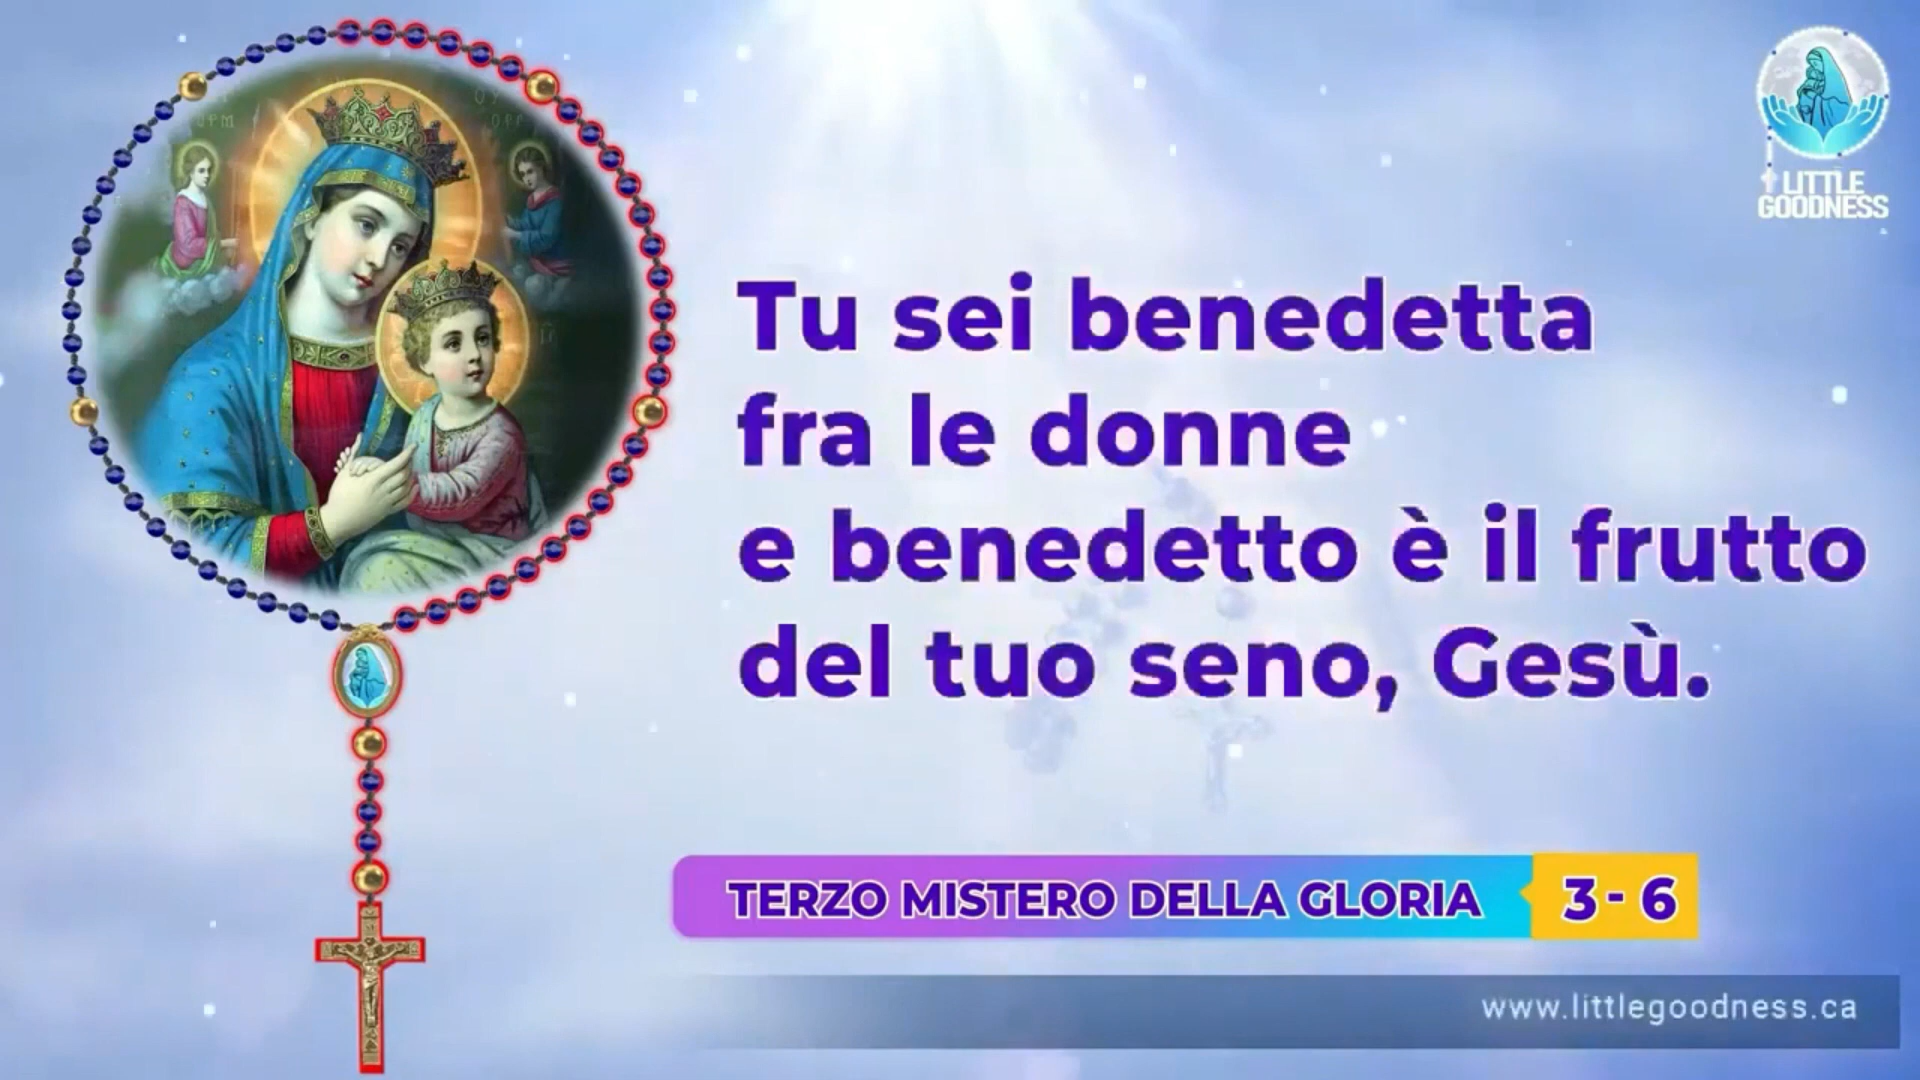 LITTLE
GOODNESS
Tu sei benedetta
fra le donne
e benedetto è il frutto
del tuo seno, Gesù.
TERZO MISTERO DELLA GLORIA 3 - 6
www.littlegoodness.ca